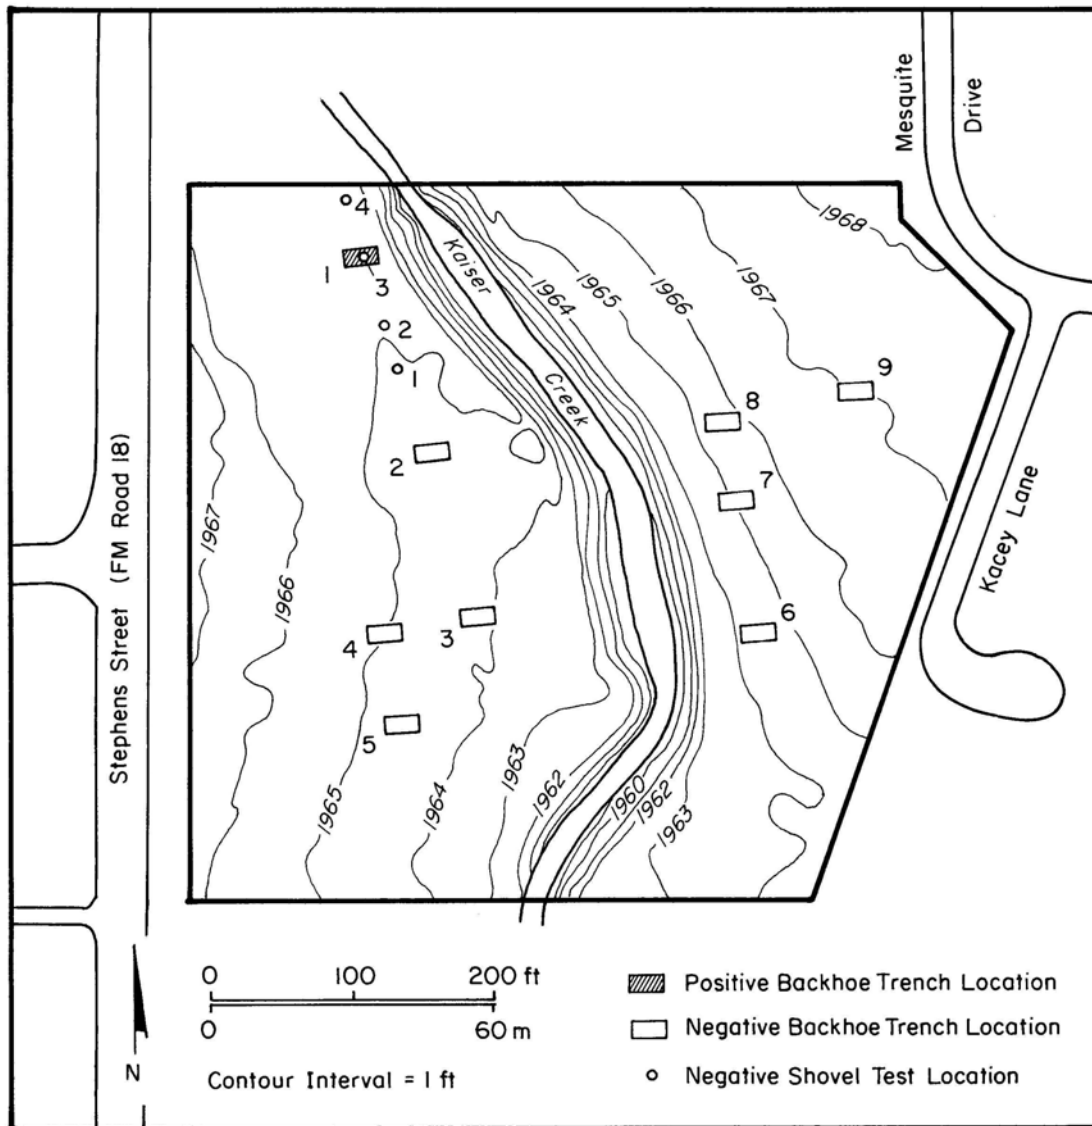 Mesquite
Drive
1968
4
Kaiser
1964
1967
1966
1965
1
3
2
Creek
1
9
8
2
7
1967
1966
Kacey Lane
Stephens Street (FM Road 18)
4
3
6
5
1965
1964
1963
1962
1960
1962
1963
0 100 200 ft
0 60 m
N
Contour Interval = 1 ft
Positive Backhoe Trench Location
Negative Backhoe Trench Location
Negative Shovel Test Location